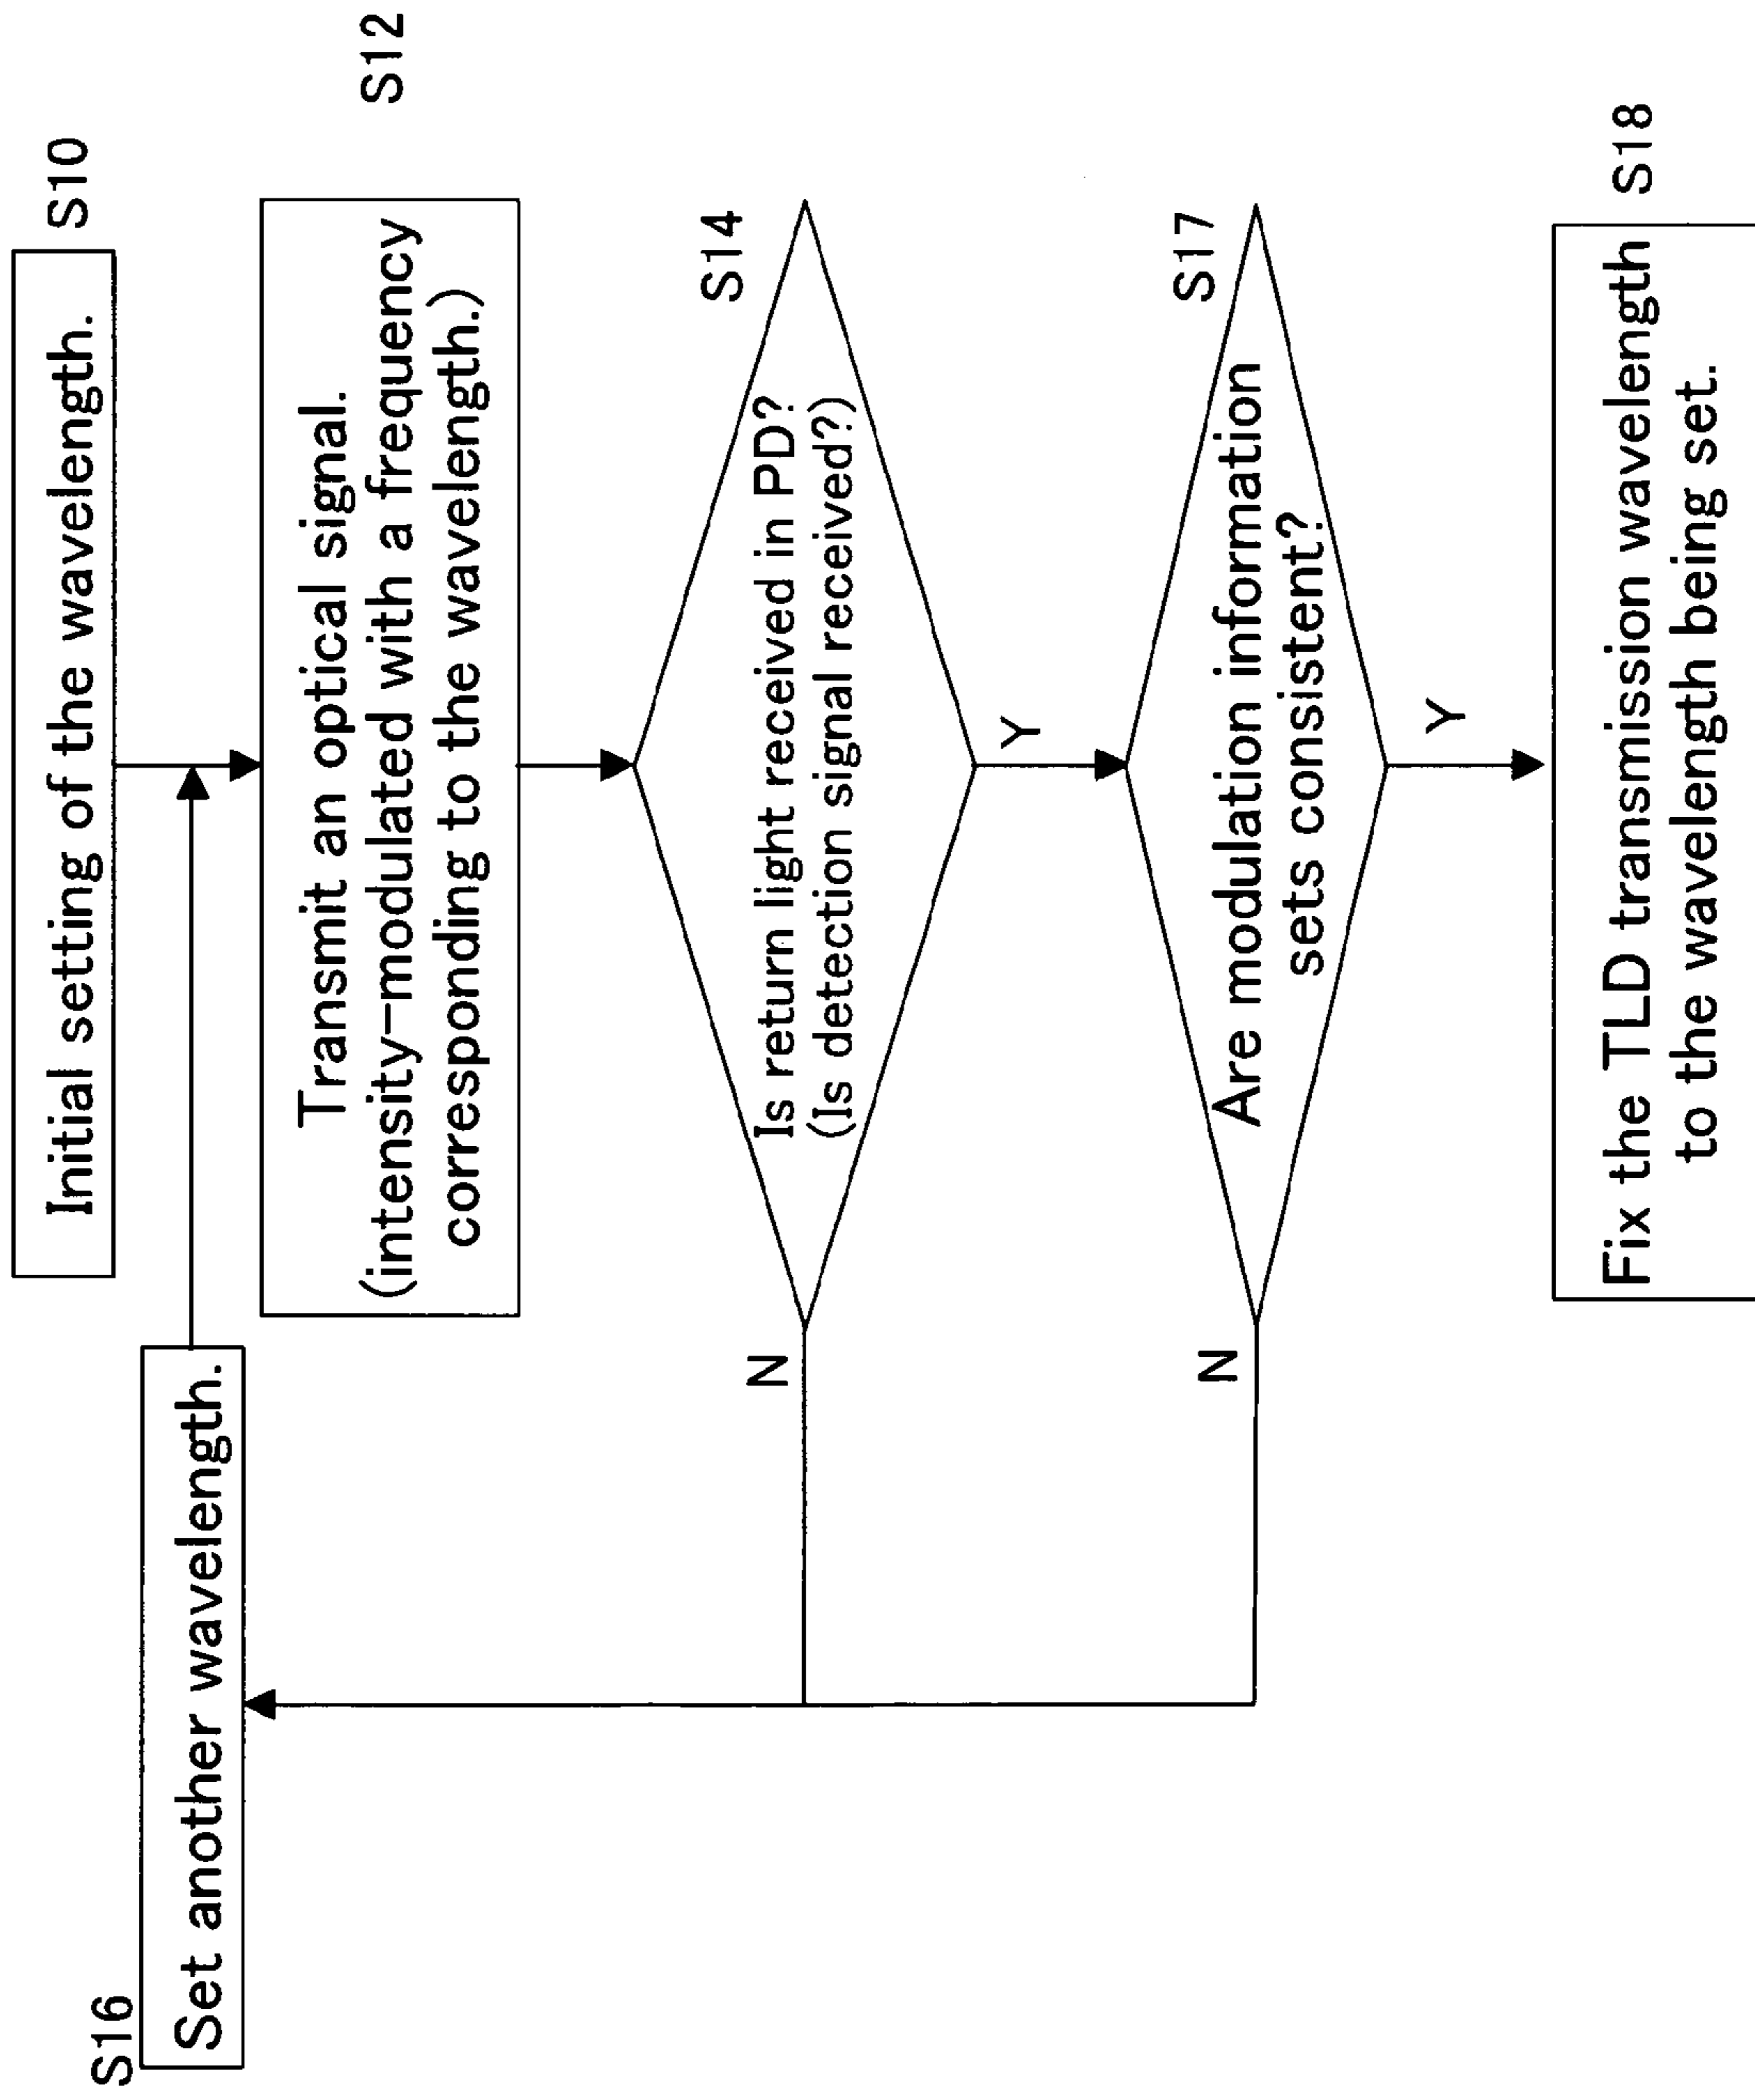 Initial setting of the wavelength.
S10
S16
Set another wavelength.
Transmit an optical signal.
(intensity-modulated with a frequency
corresponding to the wavelength.)
S12
S14
Is return light received in PD?
(Is detection signal received?)
N
Y
S17
Are modulation information
sets consistent?
N
Y
Fix the TLD transmission wavelength
to the wavelength being set.
S18